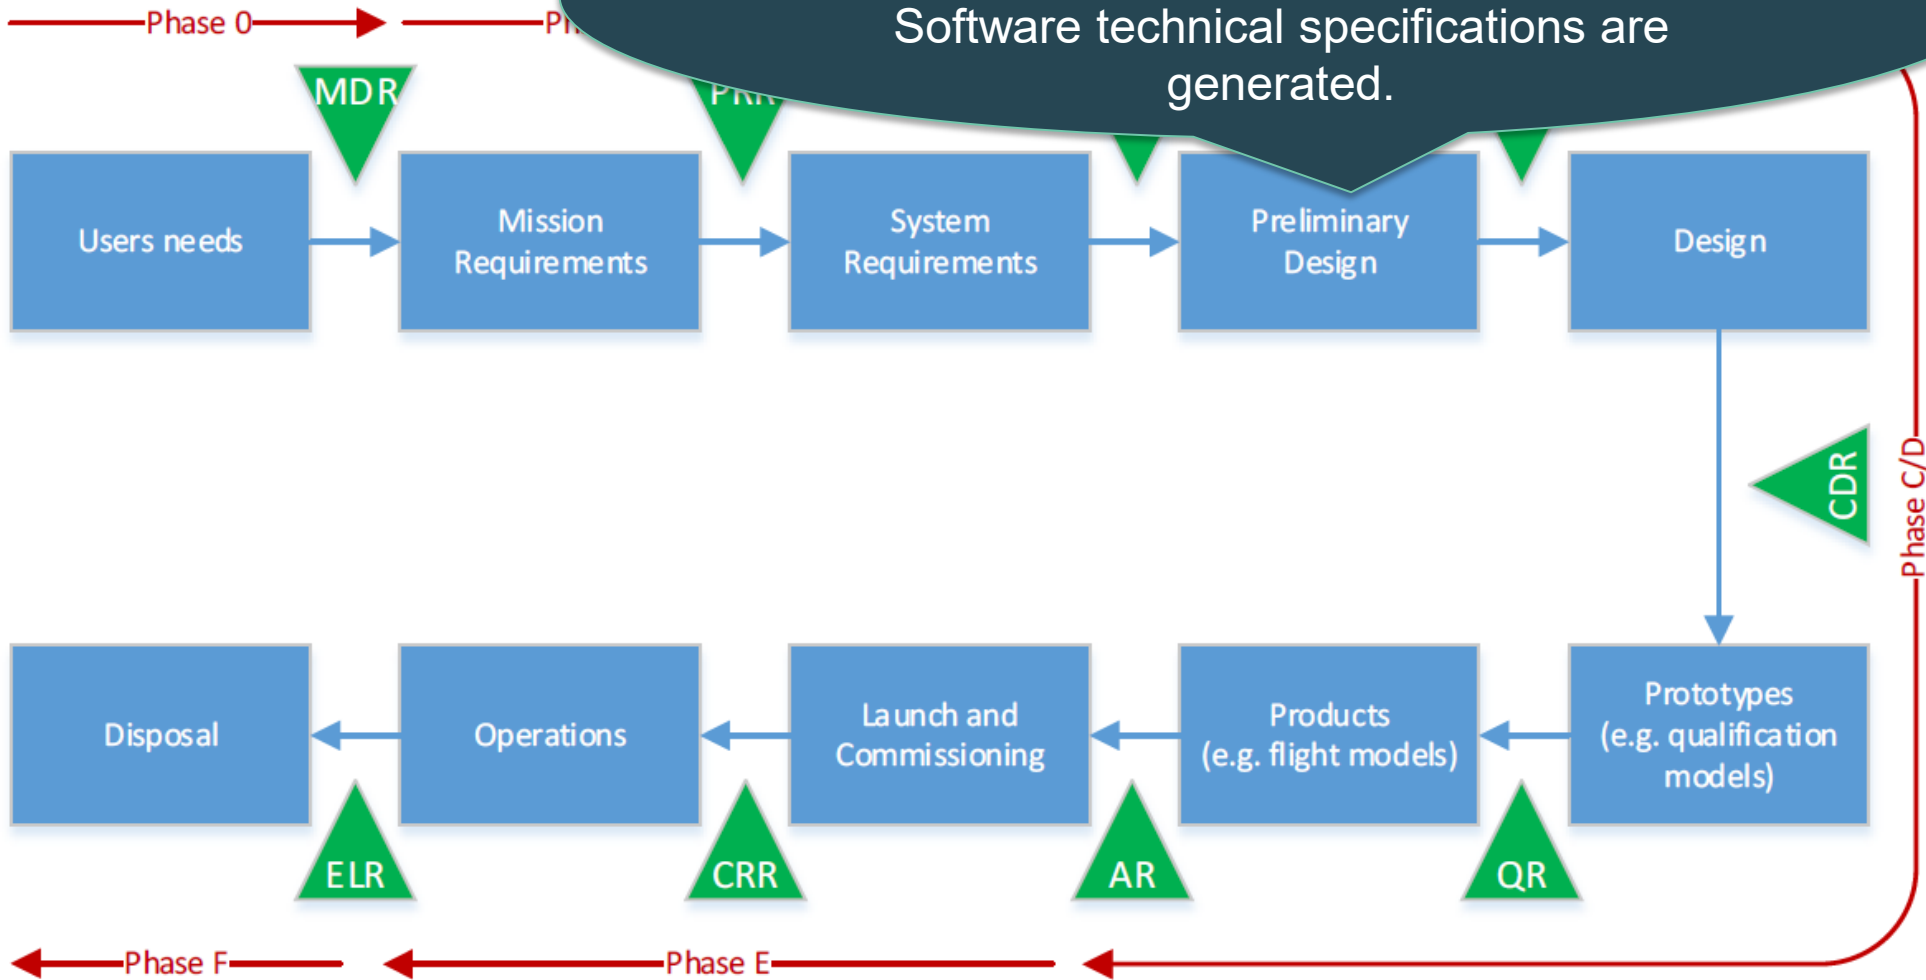 Phase 0
Software technical specifications are
generated.
MDR
PRR
Users needs
Mission
Requirements
System
Requirements
Preliminary
Design
Design
CDR
Phase C/D
Disposal
Operations
Launch and
Commissioning
Products
(e.g. flight models)
Prototypes
(e.g. qualification
models)
ELR
CRR
AR
QR
Phase F
Phase E